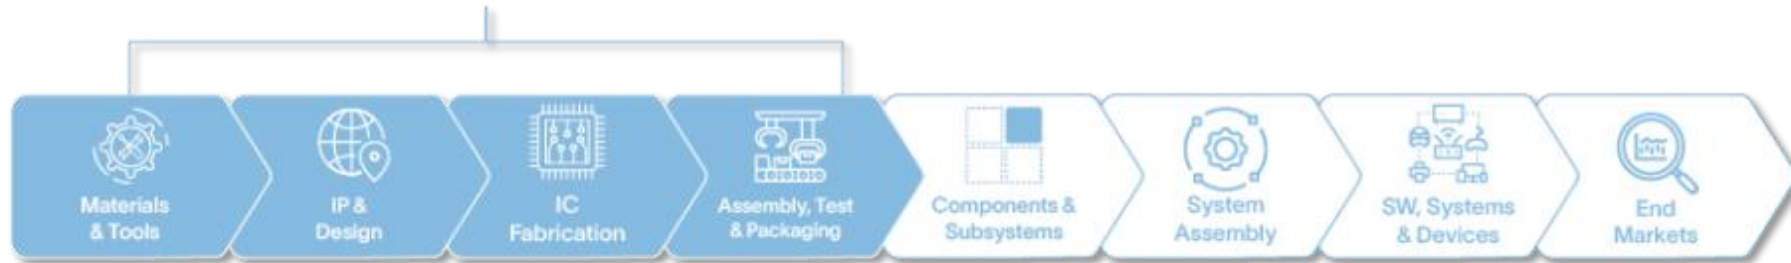 Materials
& Tools
IP &
Design
IC
Fabrication
Assembly, Test
& Packaging
Components &
Subsystems
System
Assembly
SW, Systems
& Devices
End
Markets